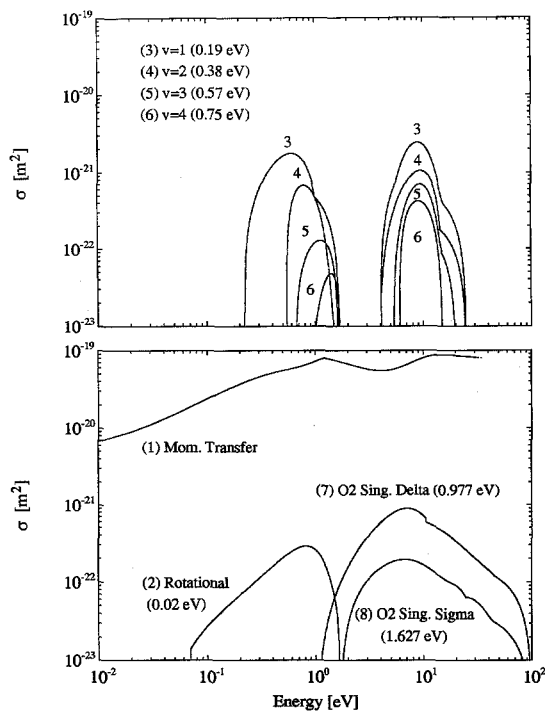 10^-19
(3) v=1 (0.19 eV)
(4) v=2 (0.38 eV)
(5) v=3 (0.57 eV)
(6) v=4 (0.75 eV)
10^-20
σ [m^2]
10^-21
10^-22
10^-23
3
4
5
6
3
4
5
6
10^-19
10^-20
σ [m^2]
10^-21
10^-22
10^-23
(1) Mom. Transfer
(7) O2 Sing. Delta (0.977 eV)
(2) Rotational
(0.02 eV)
(8) O2 Sing. Sigma
(1.627 eV)
10^-2 10^-1 10^0 10^1 10^2
Energy [eV]